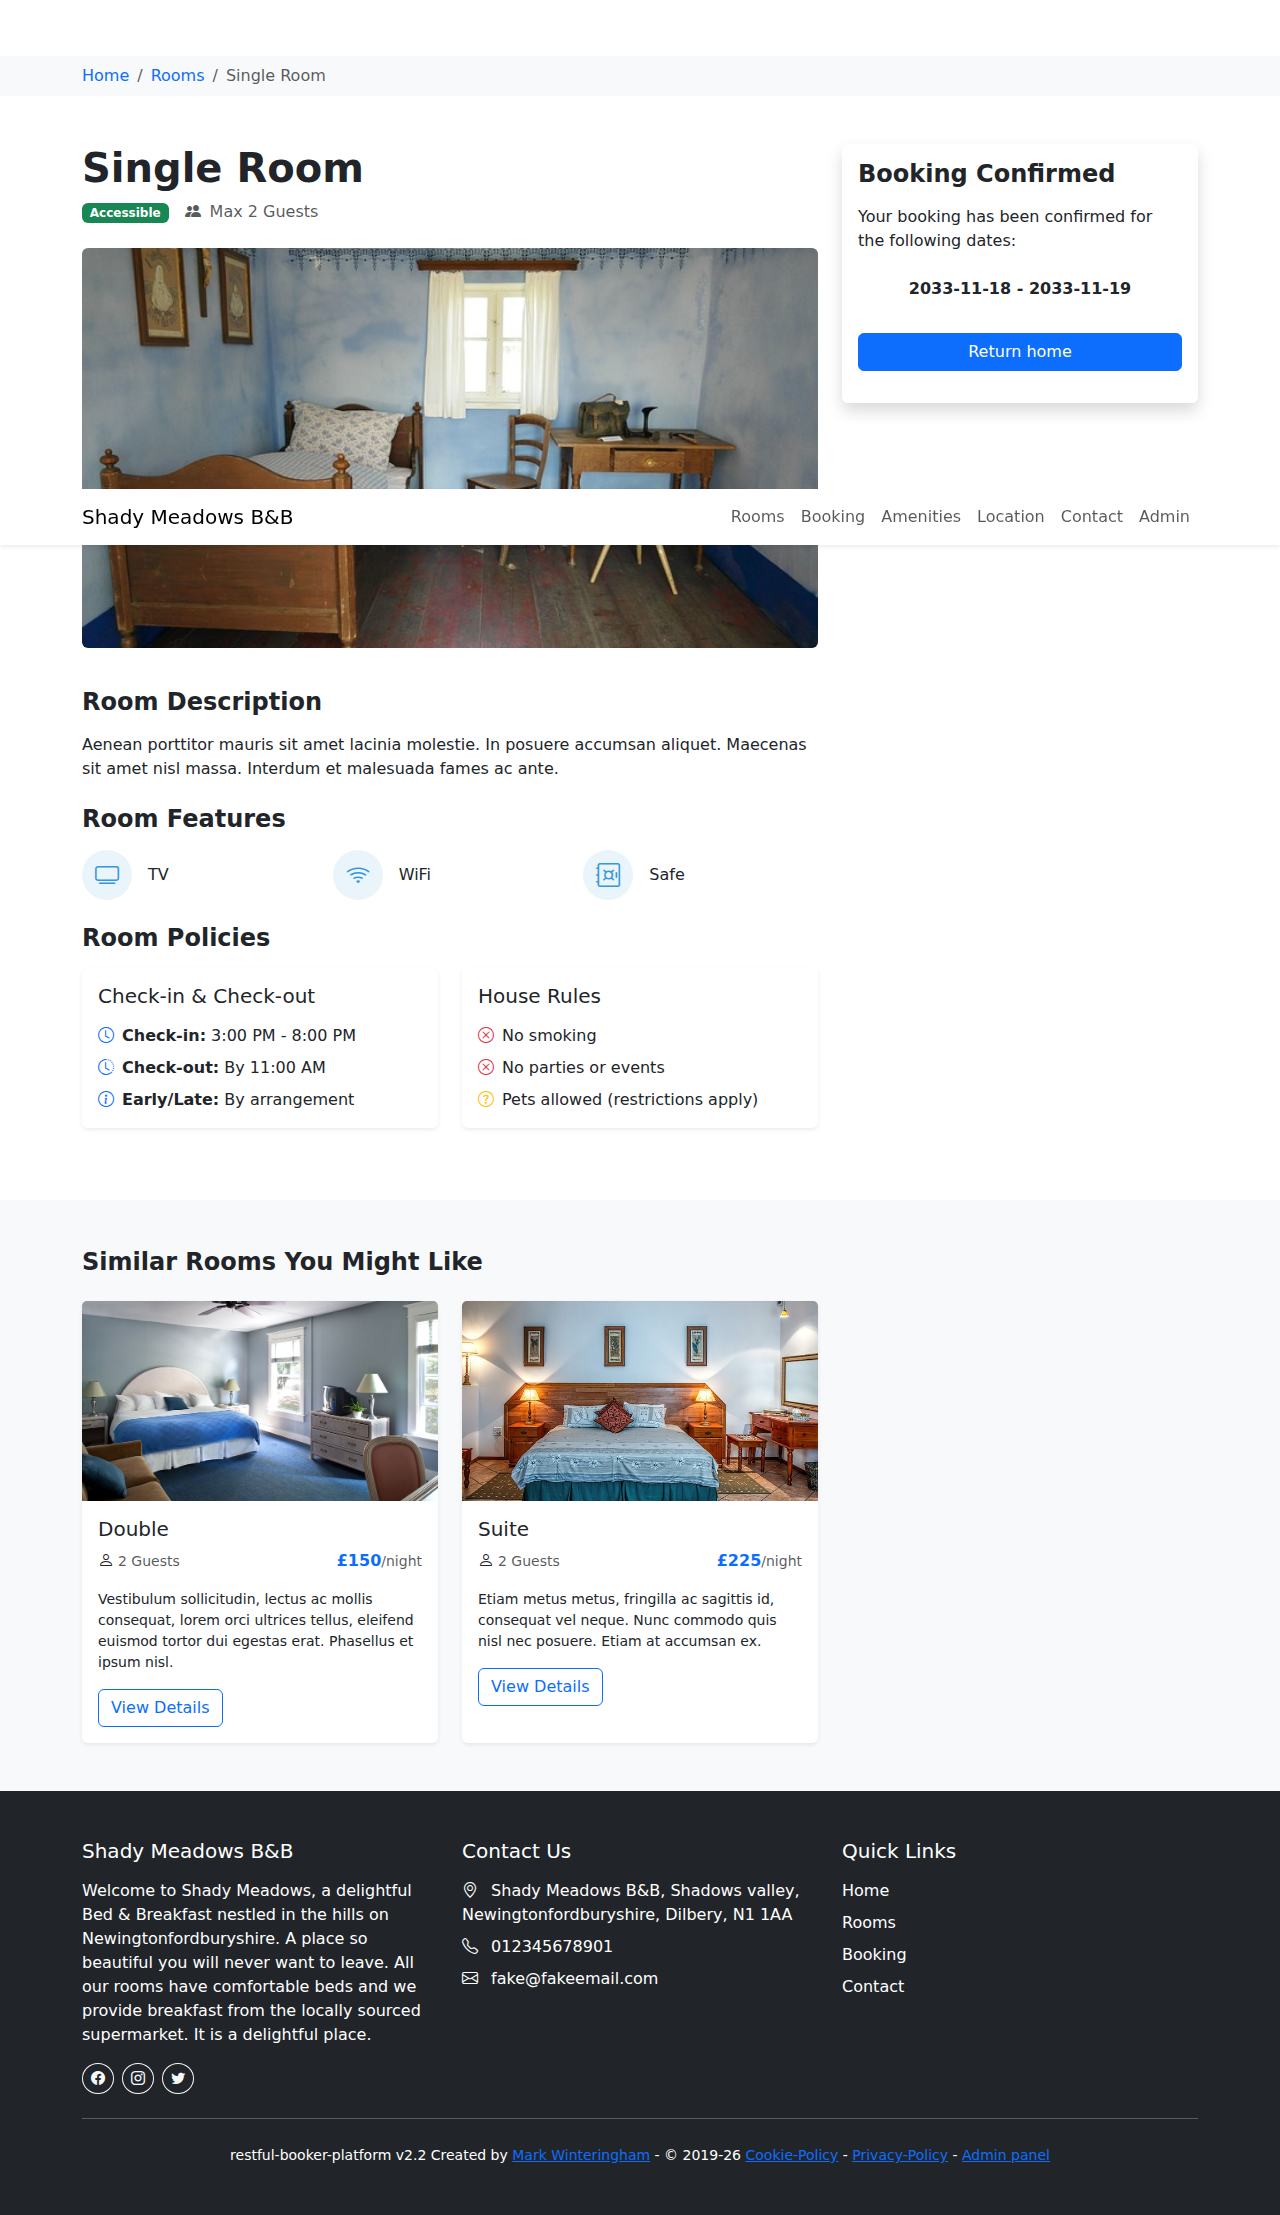 Home / Rooms / Single Room
Single Room
Accessible Max 2 Guests
Booking Confirmed
Your booking has been confirmed for
the following dates:
2033-11-18 - 2033-11-19
Return home
Shady Meadows B&B Rooms Booking Amenities Location Contact Admin
Room Description
Aenean porttitor mauris sit amet lacinia molestie. In posuere accumsan aliquet. Maecenas
sit amet nisl massa. Interdum et malesuada fames ac ante.
Room Features
TV WiFi Safe
Room Policies
Check-in & Check-out
Check-in: 3:00 PM - 8:00 PM
Check-out: By 11:00 AM
Early/Late: By arrangement
House Rules
No smoking
No parties or events
Pets allowed (restrictions apply)
Similar Rooms You Might Like
Double
2 Guests £150/night
Vestibulum sollicitudin, lectus ac mollis
consequat, lorem orci ultrices tellus, eleifend
euismod tortor dui egestas erat. Phasellus et
ipsum nisl.
View Details
Suite
2 Guests £225/night
Etiam metus metus, fringilla ac sagittis id,
consequat vel neque. Nunc commodo quis
nisl nec posuere. Etiam at accumsan ex.
View Details
Shady Meadows B&B
Welcome to Shady Meadows, a delightful
Bed & Breakfast nestled in the hills on
Newingtonfordburyshire. A place so
beautiful you will never want to leave. All
our rooms have comfortable beds and we
provide breakfast from the locally sourced
supermarket. It is a delightful place.
Contact Us
Shady Meadows B&B, Shadows valley,
Newingtonfordburyshire, Dilbery, N1 1AA
012345678901
fake@fakeemail.com
Quick Links
Home
Rooms
Booking
Contact
restful-booker-platform v2.2 Created by Mark Winteringham - © 2019-26 Cookie-Policy - Privacy-Policy - Admin panel